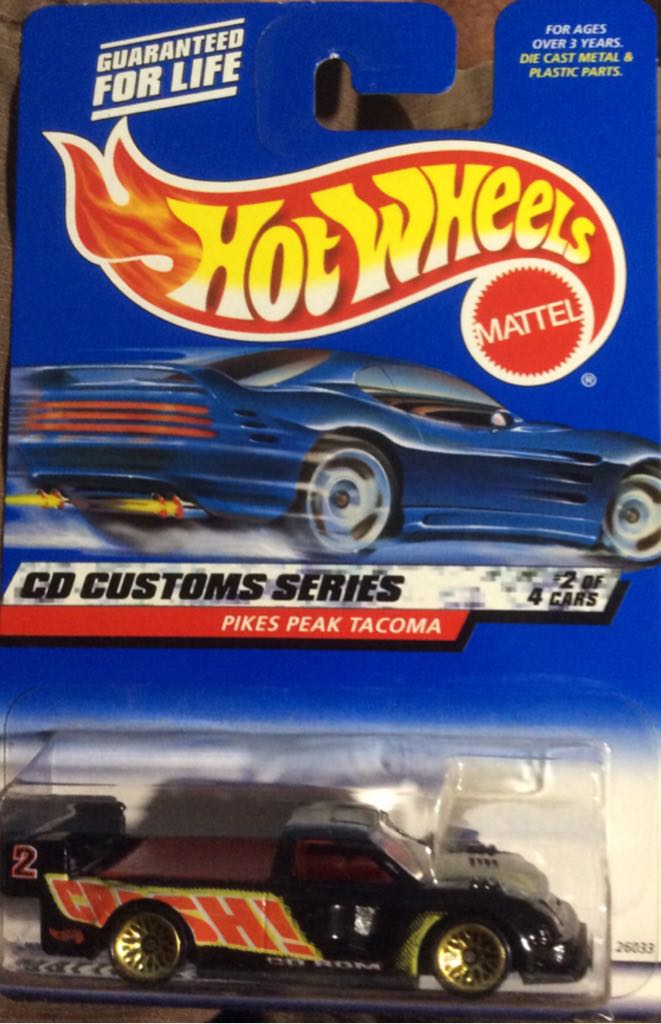 GUARANTEED
FOR LIFE
FOR AGES
OVER 3 YEARS.
DIE CAST METAL &
PLASTIC PARTS.
HOT WHEELS
MATTEL
®
CD CUSTOMS SERIES
#2 OF
4 CARS
PIKES PEAK TACOMA
2
CRASH!
CD ROM
26033